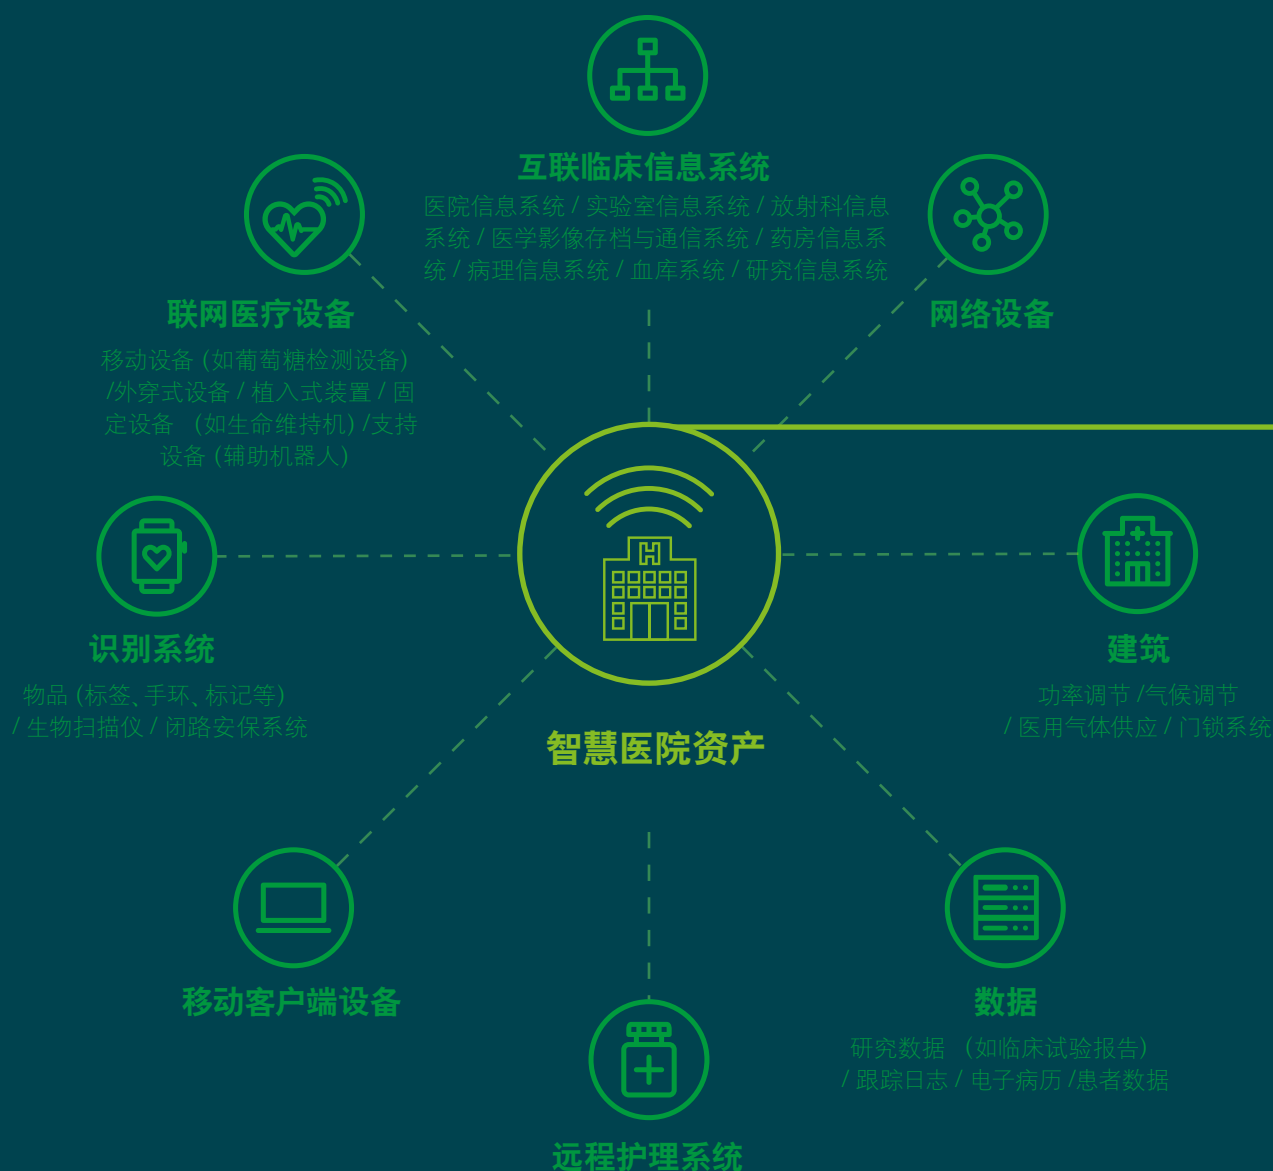 互联临床信息系统
医院信息系统 / 实验室信息系统 / 放射科信息
系统 / 医学影像存档与通信系统 / 药房信息系
统 / 病理信息系统 / 血库系统 / 研究信息系统
联网医疗设备
移动设备 (如葡萄糖检测设备)
/外穿式设备 / 植入式装置 / 固
定设备 （如生命维持机) /支持
设备 (辅助机器人)
网络设备
H
识别系统
物品 (标签、手环、标记等)
/ 生物扫描仪 / 闭路安保系统
建筑
功率调节 /气候调节
/ 医用气体供应 / 门锁系统
智慧医院资产
移动客户端设备
数据
研究数据 （如临床试验报告)
/ 跟踪日志 / 电子病历 /患者数据
远程护理系统